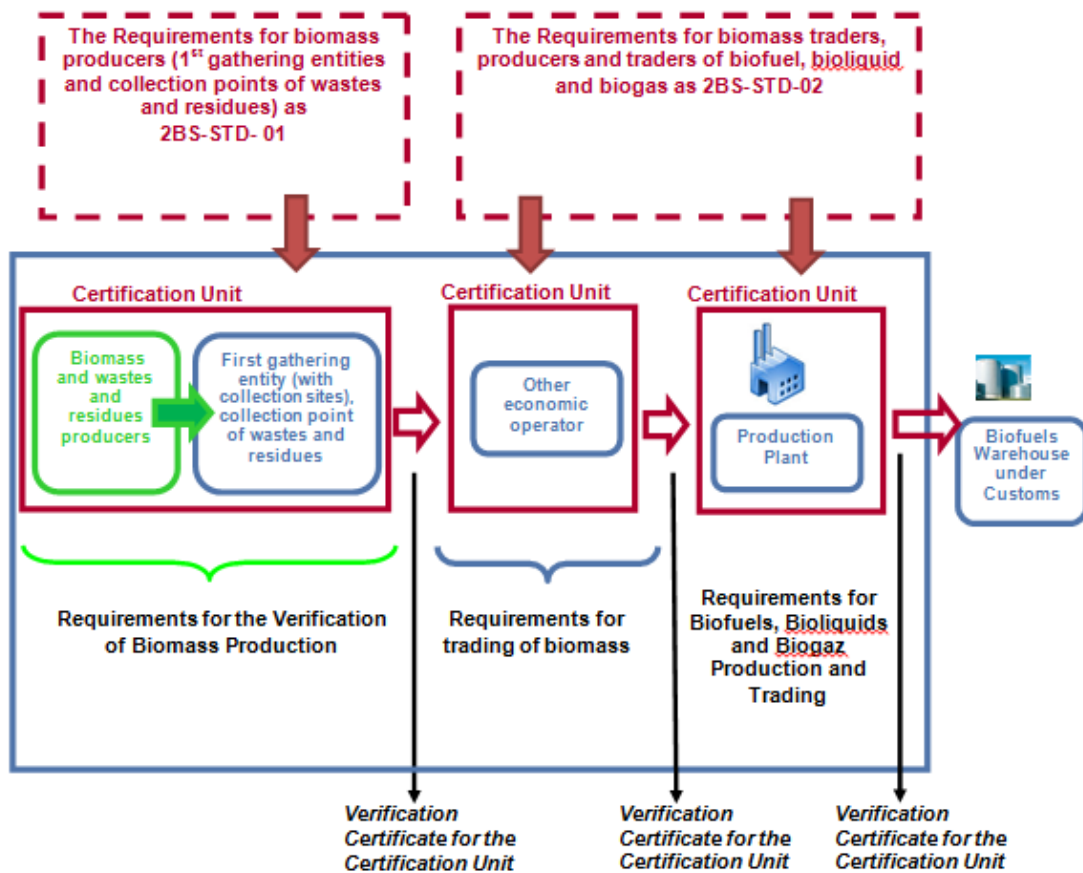 The Requirements for biomass
producers (1st gathering entities
and collection points of wastes
and residues) as
2BS-STD- 01
The Requirements for biomass traders,
producers and traders of biofuel, bioliquid
and biogas as 2BS-STD-02
Certification Unit
Certification Unit
Certification Unit
Biomass
and wastes
and
residues
producers
First gathering
entity (with
collection sites),
collection point
of wastes and
residues
Other
economic
operator
Production
Plant
Biofuels
Warehouse
under
Customs
Requirements for the Verification
of Biomass Production
Requirements for
trading of biomass
Requirements for
Biofuels, Bioliquids
and Biogaz
Production and
Trading
Verification
Certificate for the
Certification Unit
Verification
Certificate for the
Certification Unit
Verification
Certificate for the
Certification Unit